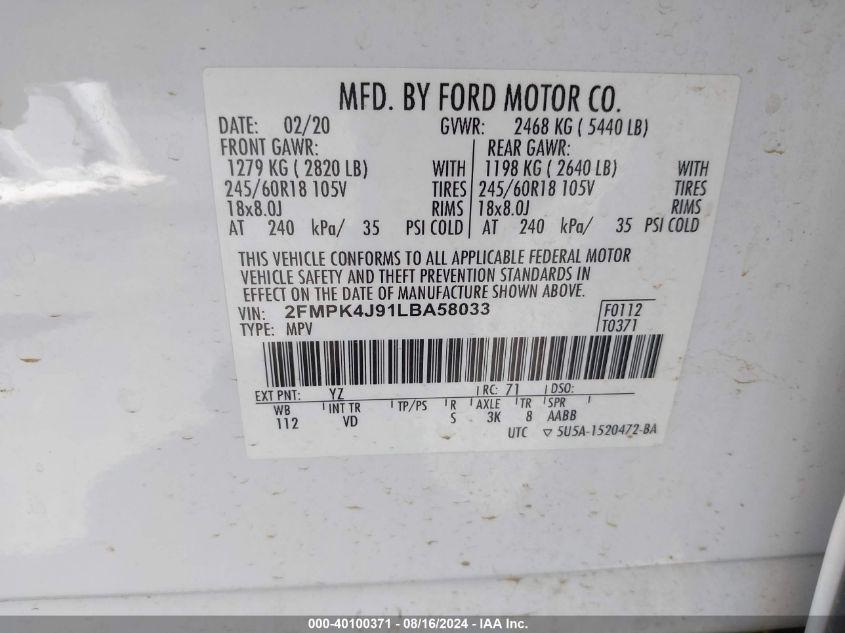 MFD. BY FORD MOTOR CO.
DATE: 02/20 GVWR: 2468 KG ( 5440 LB)
FRONT GAWR: REAR GAWR:
1279 KG ( 2820 LB) WITH 1198 KG ( 2640 LB) WITH
245/60R18 105V TIRES 245/60R18 105V TIRES
18x8.0J RIMS 18x8.0J RIMS
AT 240 kPa/ 35 PSI COLD AT 240 kPa/ 35 PSI COLD
THIS VEHICLE CONFORMS TO ALL APPLICABLE FEDERAL MOTOR
VEHICLE SAFETY AND THEFT PREVENTION STANDARDS IN
EFFECT ON THE DATE OF MANUFACTURE SHOWN ABOVE.
VIN: 2FMPK4J91LBA58033 F0112
TYPE: MPV T0371
EXT PNT: YZ RC: 71 DSO:
WB INT TR TP/PS R AXLE TR SPR
112 VD S 3K 8 AABB
UTC ▽ 5U5A-1520472-BA
000-40100371 - 08/16/2024 - IAA Inc.